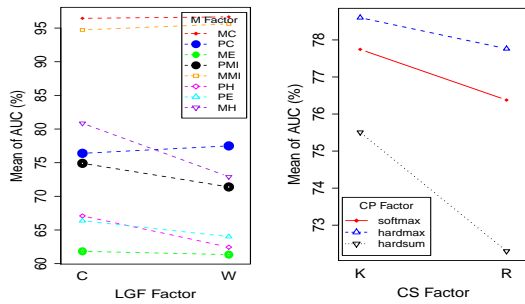 Mean of AUC (%)
95
90
85
80
75
70
65
60
M Factor
MC
PC
ME
PMI
MMI
PH
PE
MH
C
W
LGF Factor
Mean of AUC (%)
78
77
76
75
74
73
CP Factor
softmax
hardmax
hardsum
K
R
CS Factor